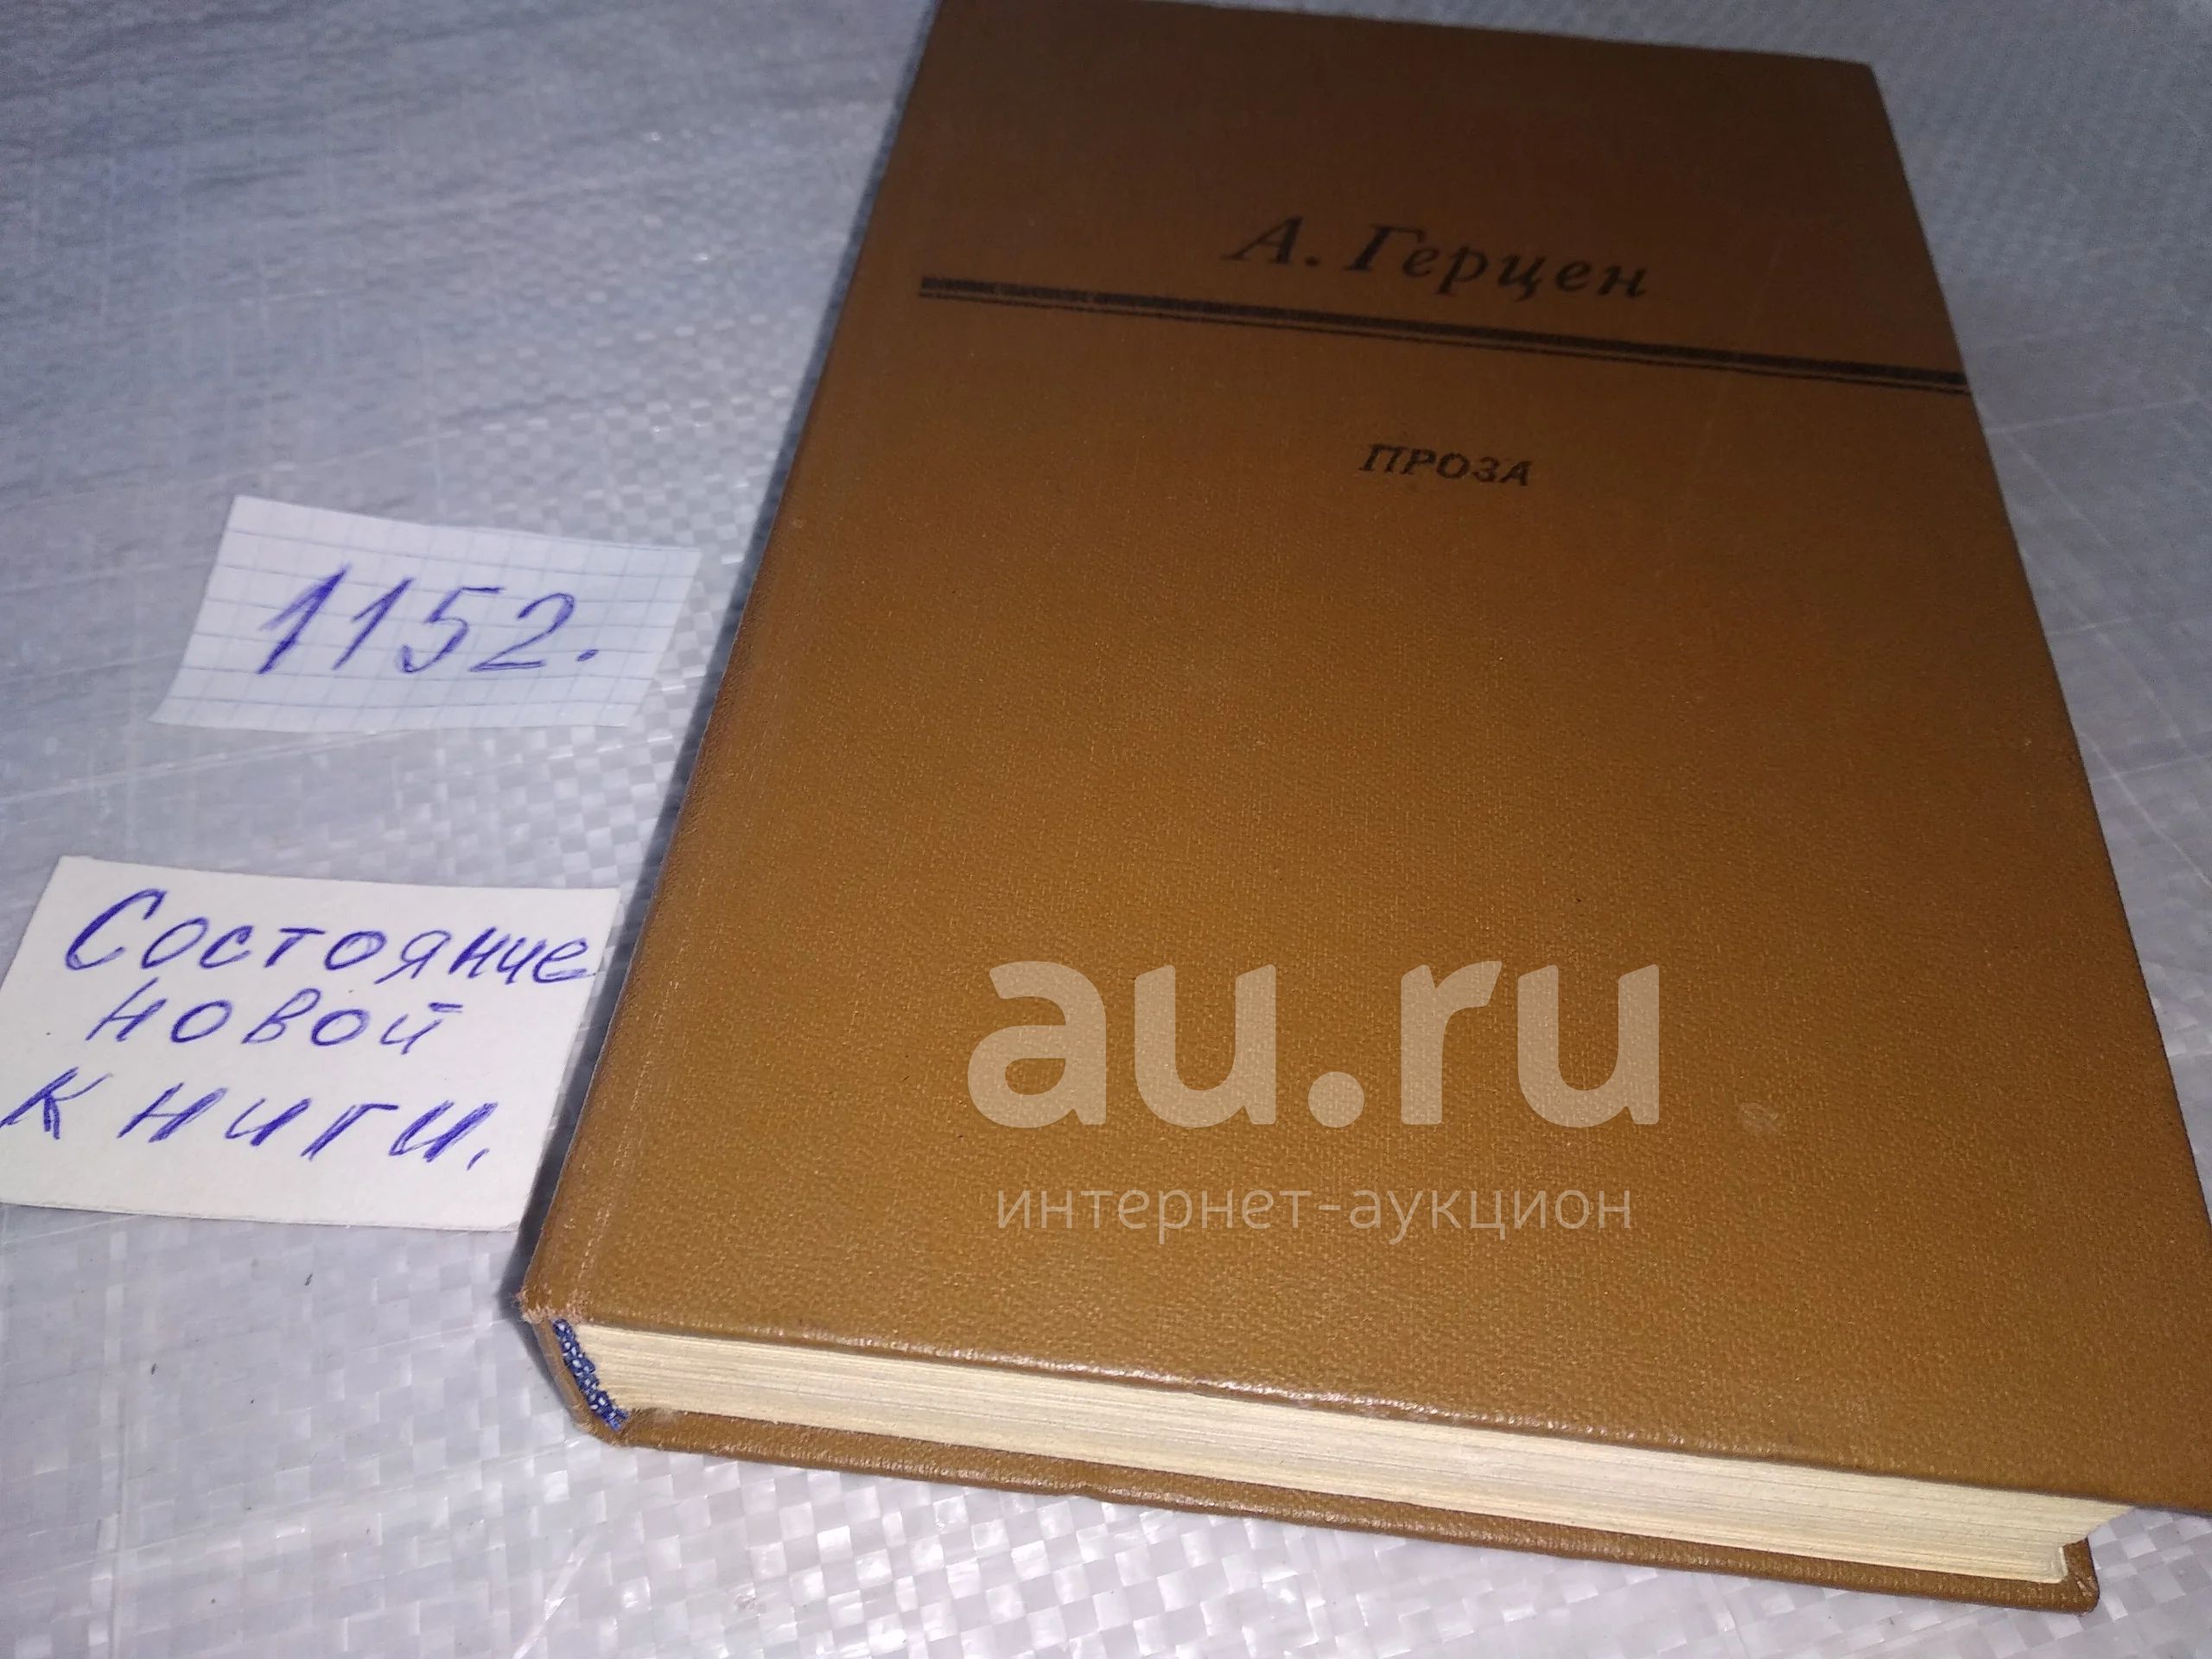 А. Герцен
ПРОЗА
1152.
Состояние
новой
книги.
au.ru
интернет-аукцион